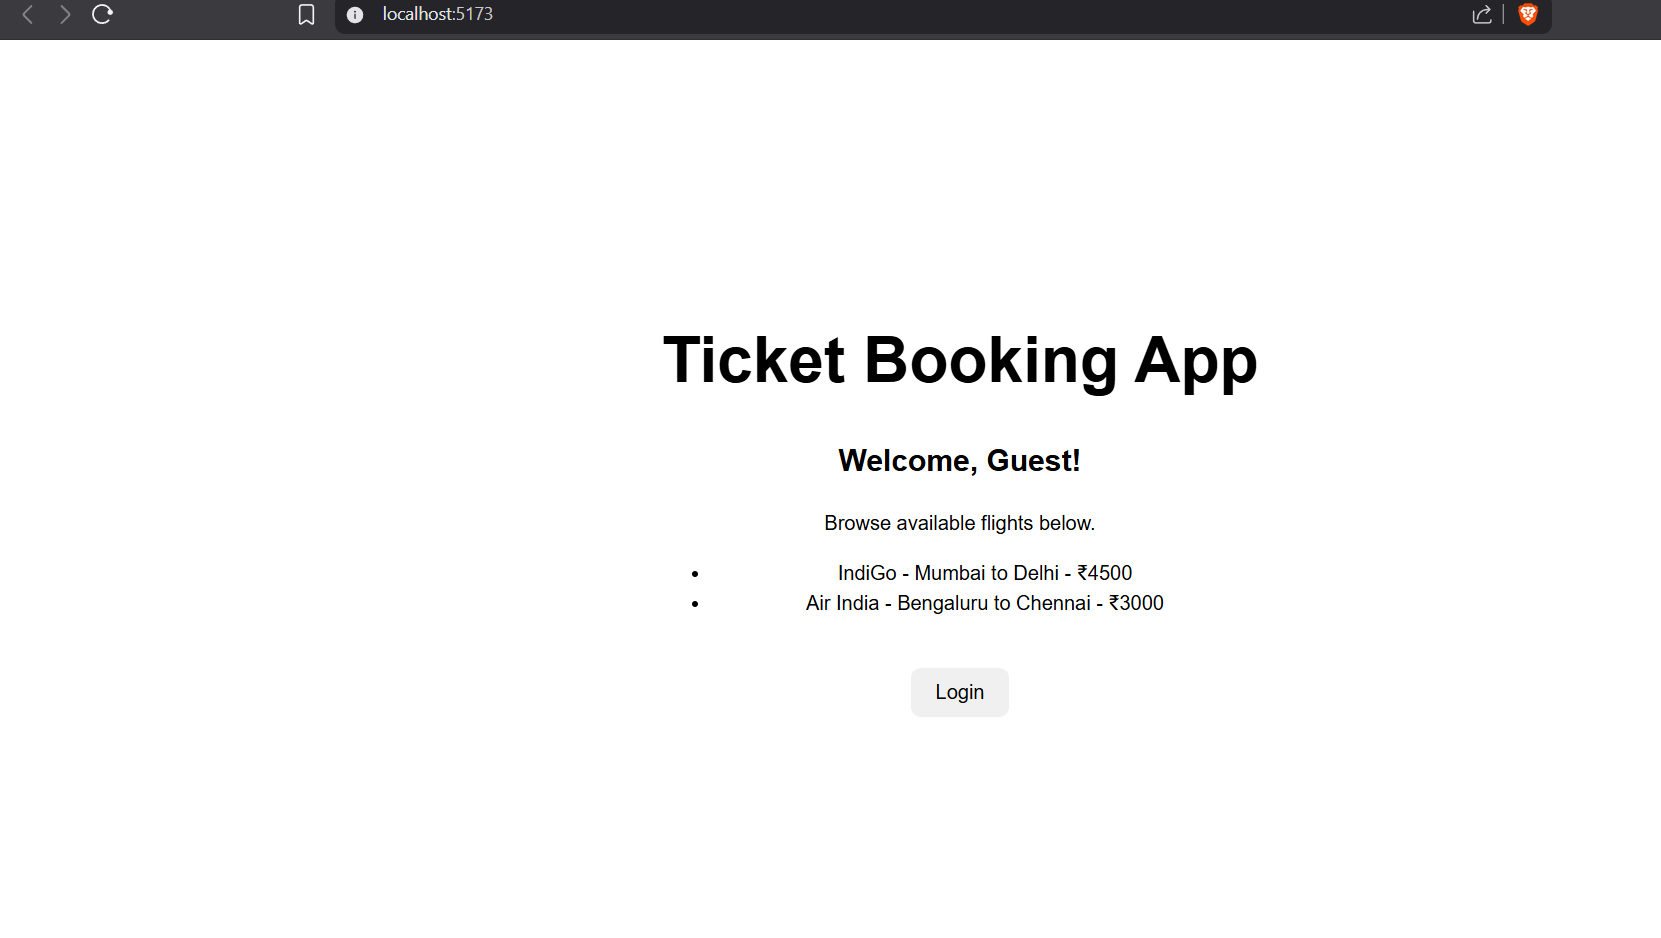 localhost:5173
Ticket Booking App
Welcome, Guest!
Browse available flights below.
IndiGo - Mumbai to Delhi - ₹4500
Air India - Bengaluru to Chennai - ₹3000
Login